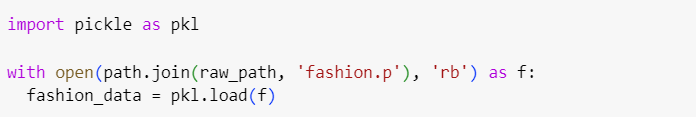 import pickle as pkl
with open(path.join(raw_path, 'fashion.p'), 'rb') as f:
  fashion_data = pkl.load(f)